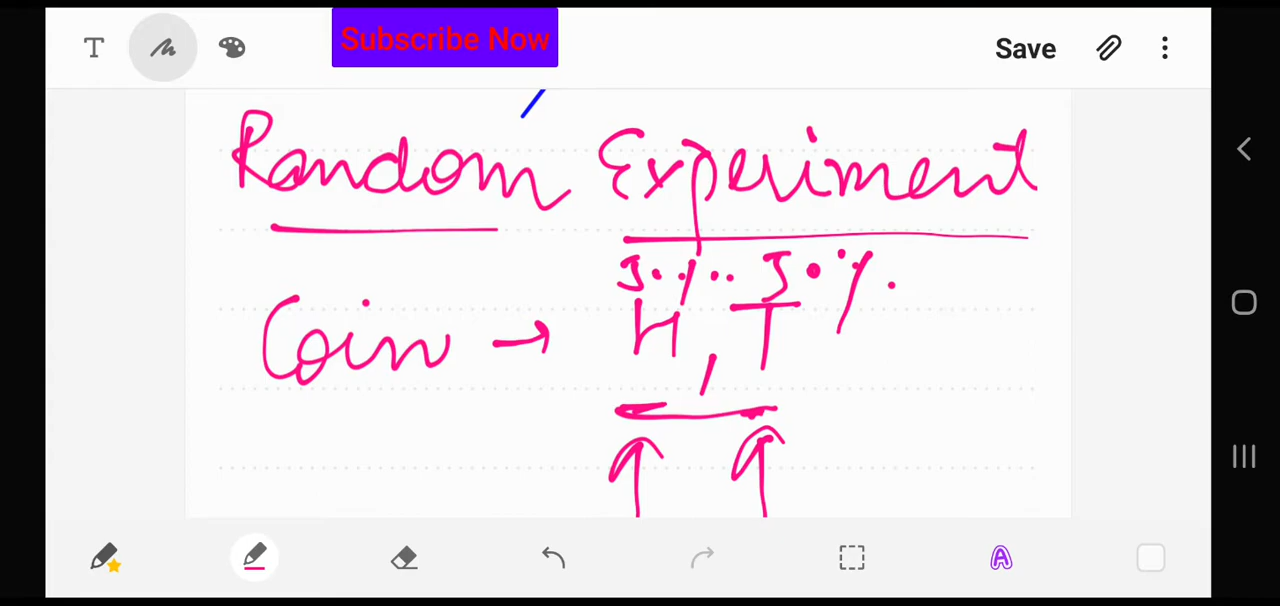 T
Subscribe Now
Save
Random Experiment
50% 50%
Coin → H, T
A